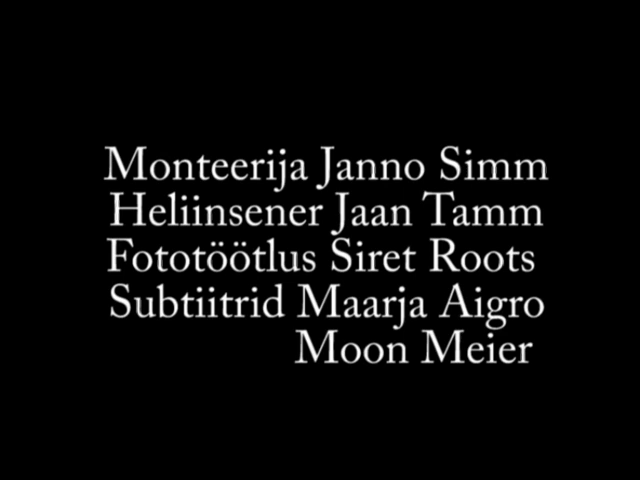 Monteerija Janno Simm
Heliinsener Jaan Tamm
Fototöötlus Siret Roots
Subtiitrid Maarja Aigro
Moon Meier